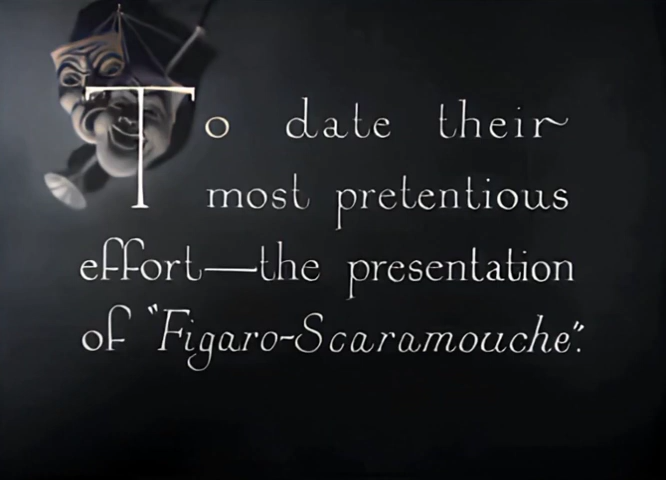 To date their
most pretentious
effort—the presentation
of "Figaro-Scaramouche".